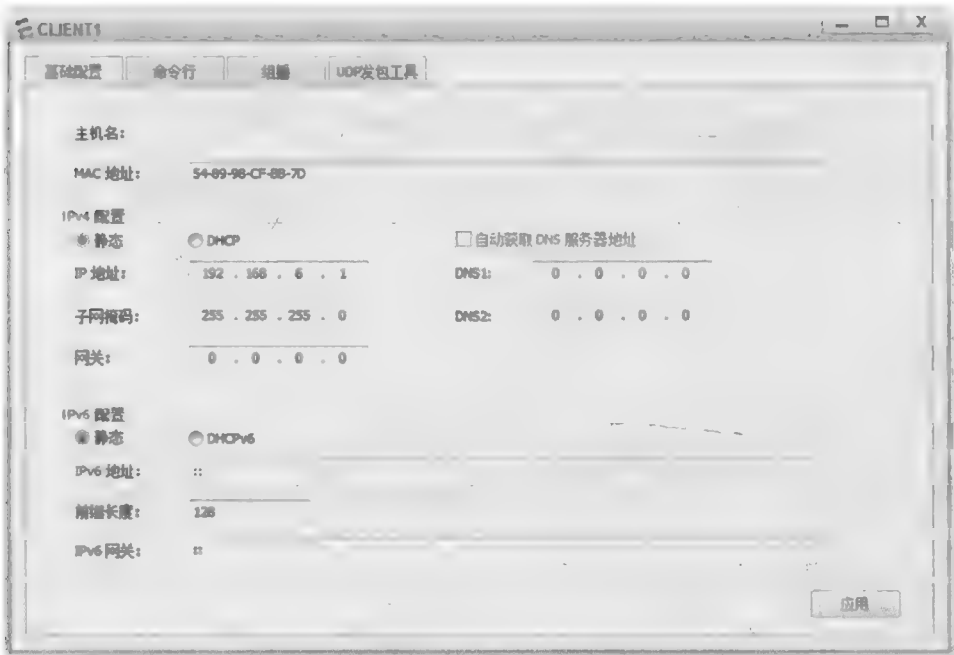 CLIENT1
基础配置 命令行 组播 UDP发包工具
主机名:
MAC 地址: 54-89-98-CF-BB-7D
IPv4 配置
静态 DHCP 自动获取 DNS 服务器地址
IP 地址: 192 . 168 . 6 . 1 DNS1: 0 . 0 . 0 . 0
子网掩码: 255 . 255 . 255 . 0 DNS2: 0 . 0 . 0 . 0
网关: 0 . 0 . 0 . 0
IPv6 配置
静态 DHCPv6
IPv6 地址: ::
前缀长度: 128
IPv6 网关: ::
应用